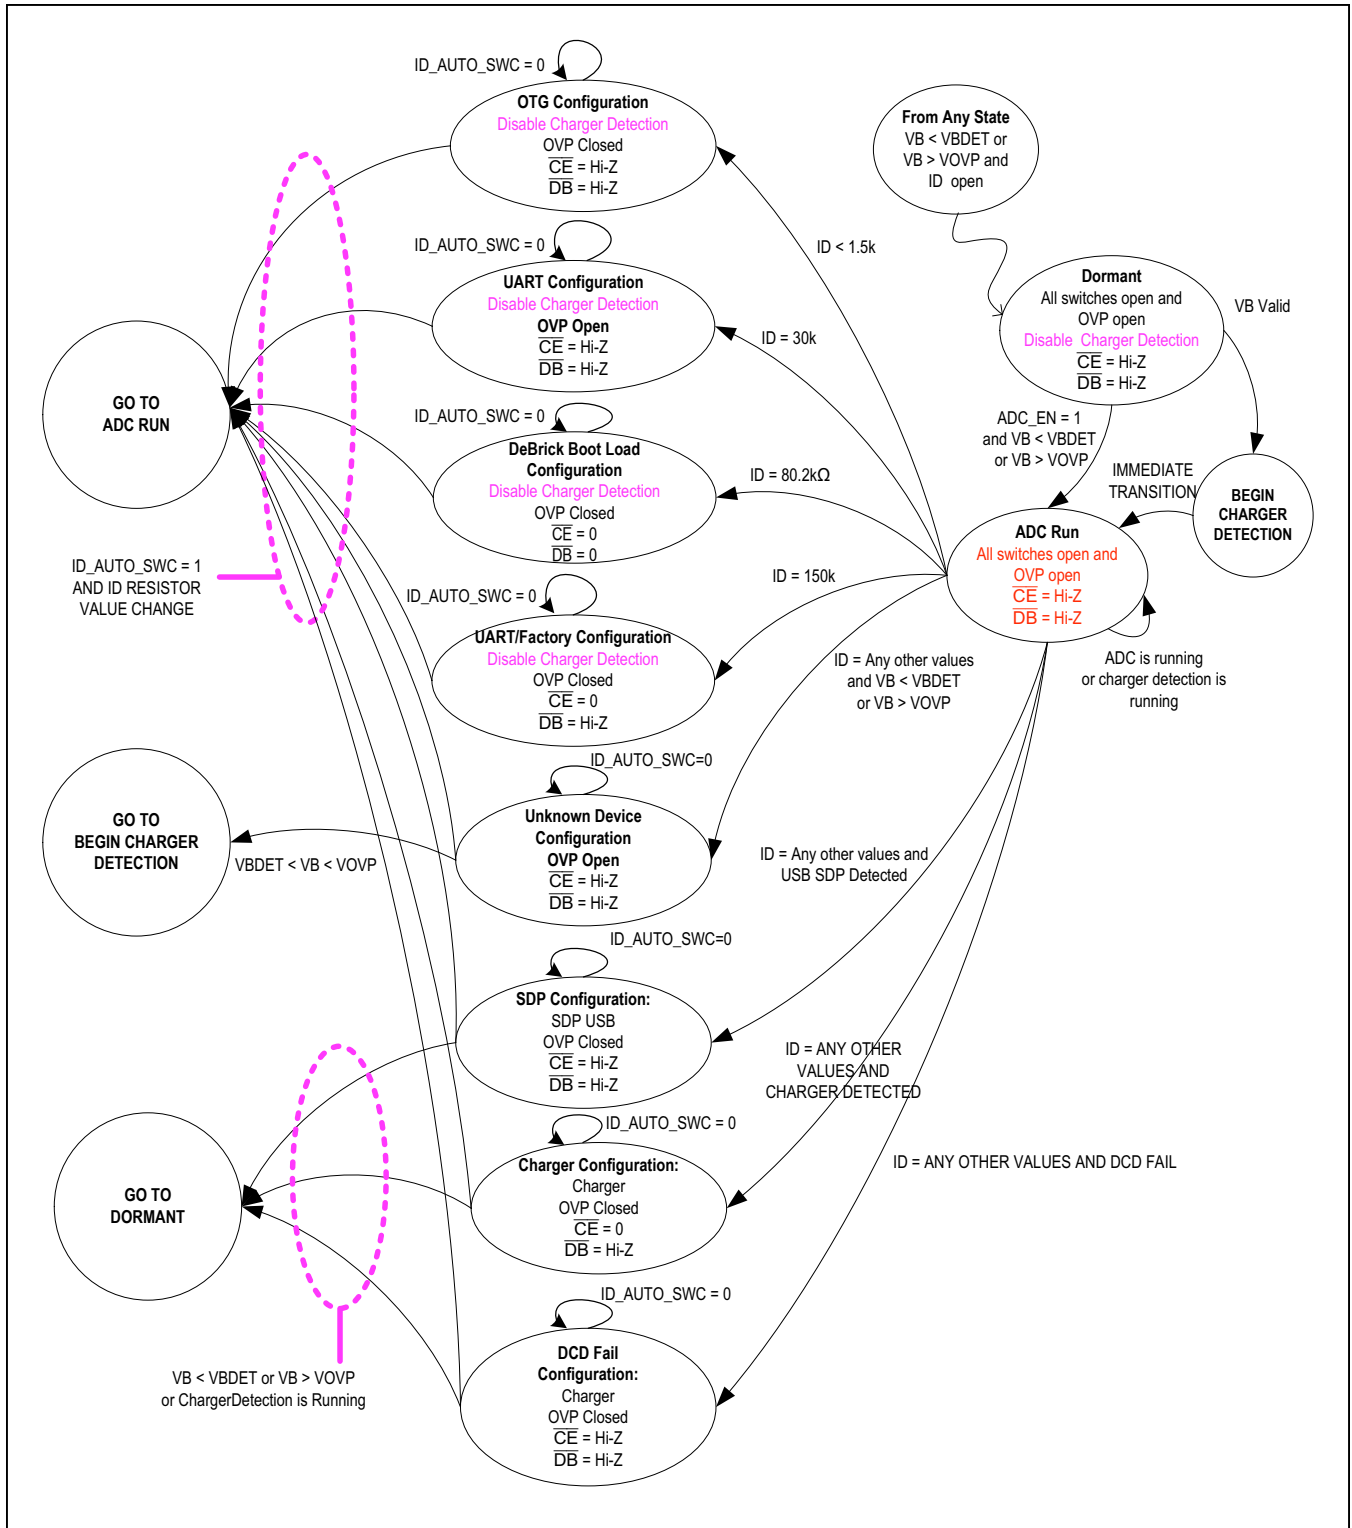 ID_AUTO_SWC = 0
OTG Configuration
Disable Charger Detection
OVP Closed
CE = Hi-Z
DB = Hi-Z
From Any State
VB < VBDET or
VB > VOVP and
ID open
ID_AUTO_SWC = 0
UART Configuration
Disable Charger Detection
OVP Open
CE = Hi-Z
DB = Hi-Z
ID < 1.5k
Dormant
All switches open and
OVP open
Disable Charger Detection
CE = Hi-Z
DB = Hi-Z
VB Valid
ID = 30k
GO TO
ADC RUN
ID_AUTO_SWC = 0
DeBrick Boot Load
Configuration
Disable Charger Detection
OVP Closed
CE = 0
DB = 0
ID = 80.2kΩ
ADC_EN = 1
and VB < VBDET
or VB > VOVP
IMMEDIATE
TRANSITION
BEGIN
CHARGER
DETECTION
ADC Run
All switches open and
OVP open
CE = Hi-Z
DB = Hi-Z
ID_AUTO_SWC = 1
AND ID RESISTOR
VALUE CHANGE
ID_AUTO_SWC = 0
UART/Factory Configuration
Disable Charger Detection
OVP Closed
CE = 0
DB = Hi-Z
ID = 150k
ID = Any other values
and VB < VBDET
or VB > VOVP
ADC is running
or charger detection is
running
ID_AUTO_SWC=0
Unknown Device
Configuration
OVP Open
CE = Hi-Z
DB = Hi-Z
GO TO
BEGIN CHARGER
DETECTION
VBDET < VB < VOVP
ID = Any other values and
USB SDP Detected
ID_AUTO_SWC=0
SDP Configuration:
SDP USB
OVP Closed
CE = Hi-Z
DB = Hi-Z
ID = ANY OTHER
VALUES AND
CHARGER DETECTED
ID_AUTO_SWC = 0
Charger Configuration:
Charger
OVP Closed
CE = 0
DB = Hi-Z
ID = ANY OTHER VALUES AND DCD FAIL
GO TO
DORMANT
ID_AUTO_SWC = 0
DCD Fail
Configuration:
Charger
OVP Closed
CE = Hi-Z
DB = Hi-Z
VB < VBDET or VB > VOVP
or ChargerDetection is Running